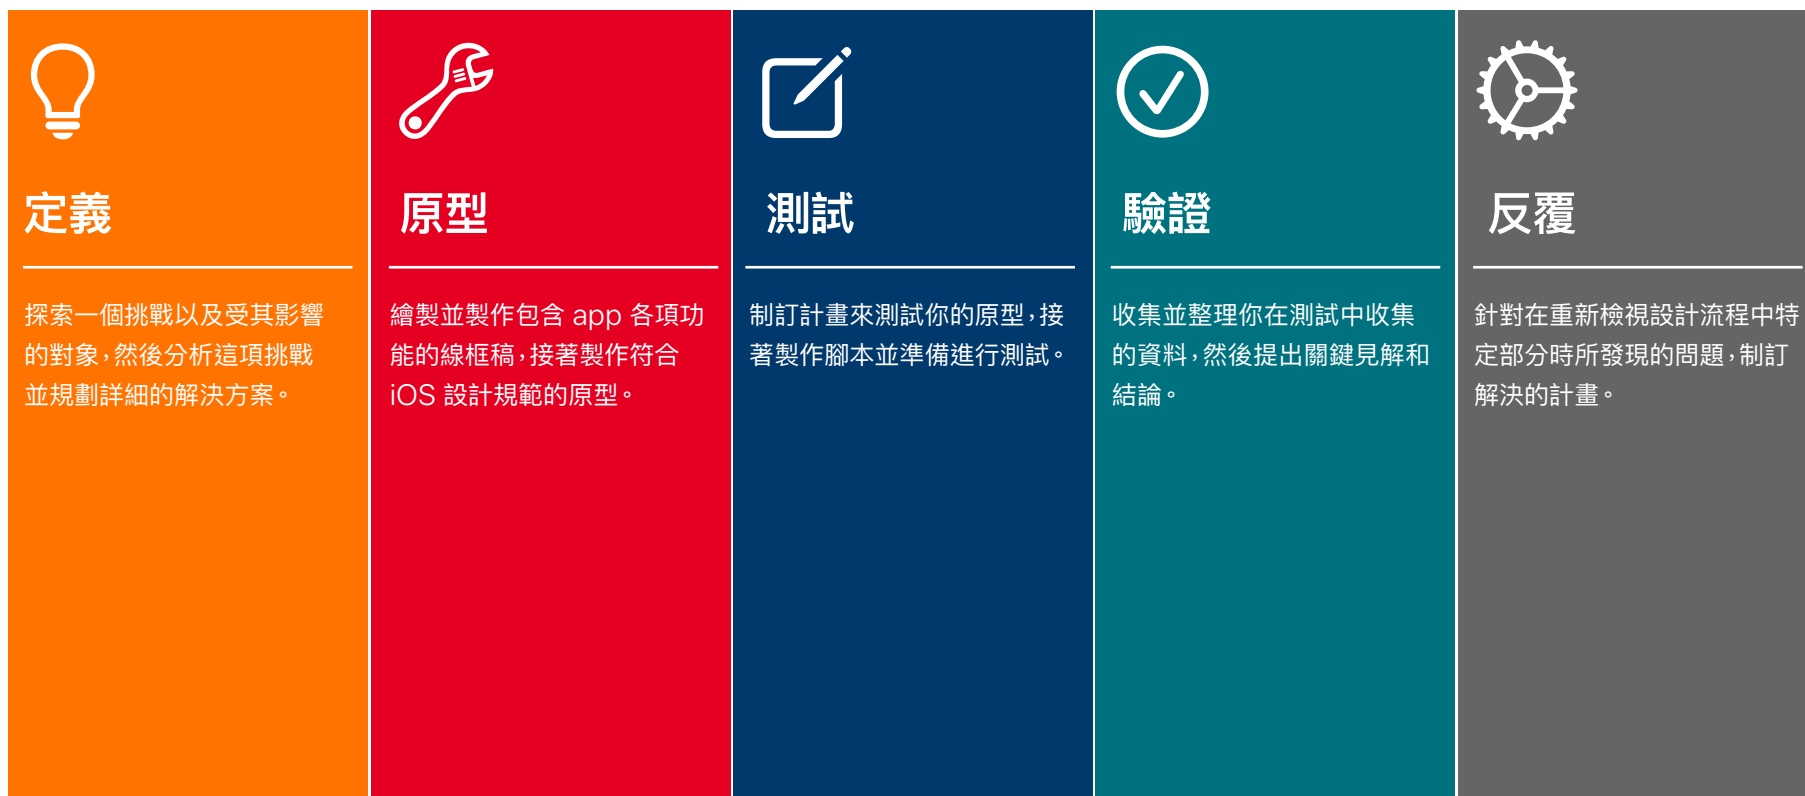 定義
探索一個挑戰以及受其影響
的對象，然後分析這項挑戰
並規劃詳細的解決方案。
原型
繪製並製作包含 app 各項功
能的線框稿，接著製作符合
iOS 設計規範的原型。
測試
制訂計畫來測試你的原型，接
著製作腳本並準備進行測試。
驗證
收集並整理你在測試中收集
的資料，然後提出關鍵見解和
結論。
反覆
針對在重新檢視設計流程中特
定部分時所發現的問題，制訂
解決的計畫。